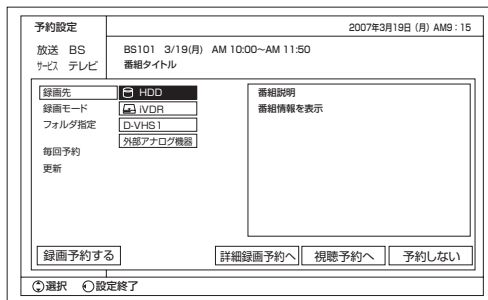 予約設定 2007年3月19日 (月) AM9：15
放送 BS BS101 3/19(月) AM 10:00～AM 11:50
ｻｰﾋﾞｽ テレビ 番組タイトル
録画先 HDD 番組説明
録画モード iVDR 番組情報を表示
フォルダ指定 D-VHS1
外部アナログ機器
毎回予約
更新
録画予約する 詳細録画予約へ 視聴予約へ 予約しない
選択 設定終了